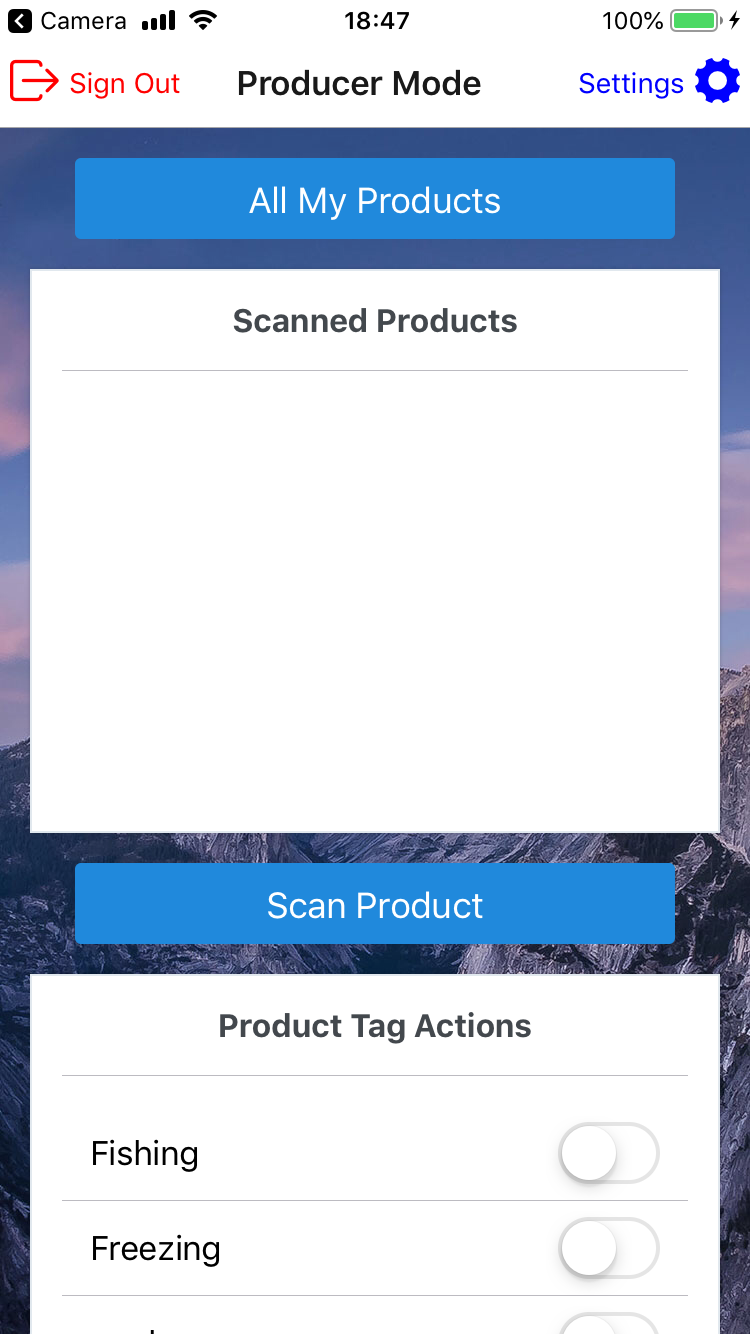 Camera 18:47 100%
Sign Out Producer Mode Settings
All My Products
Scanned Products
Scan Product
Product Tag Actions
Fishing
Freezing